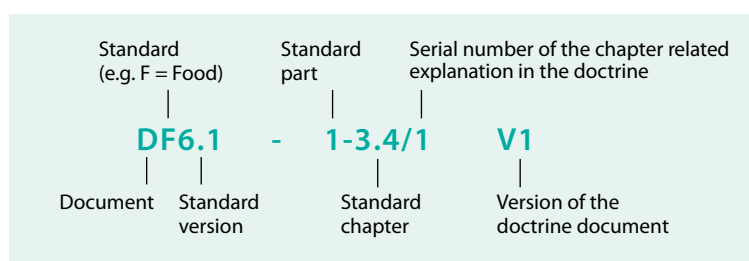 Standard
(e.g. F = Food)
Standard
part
Serial number of the chapter related
explanation in the doctrine
DF6.1 - 1-3.4/1 V1
Document
Standard
version
Standard
chapter
Version of the
doctrine document